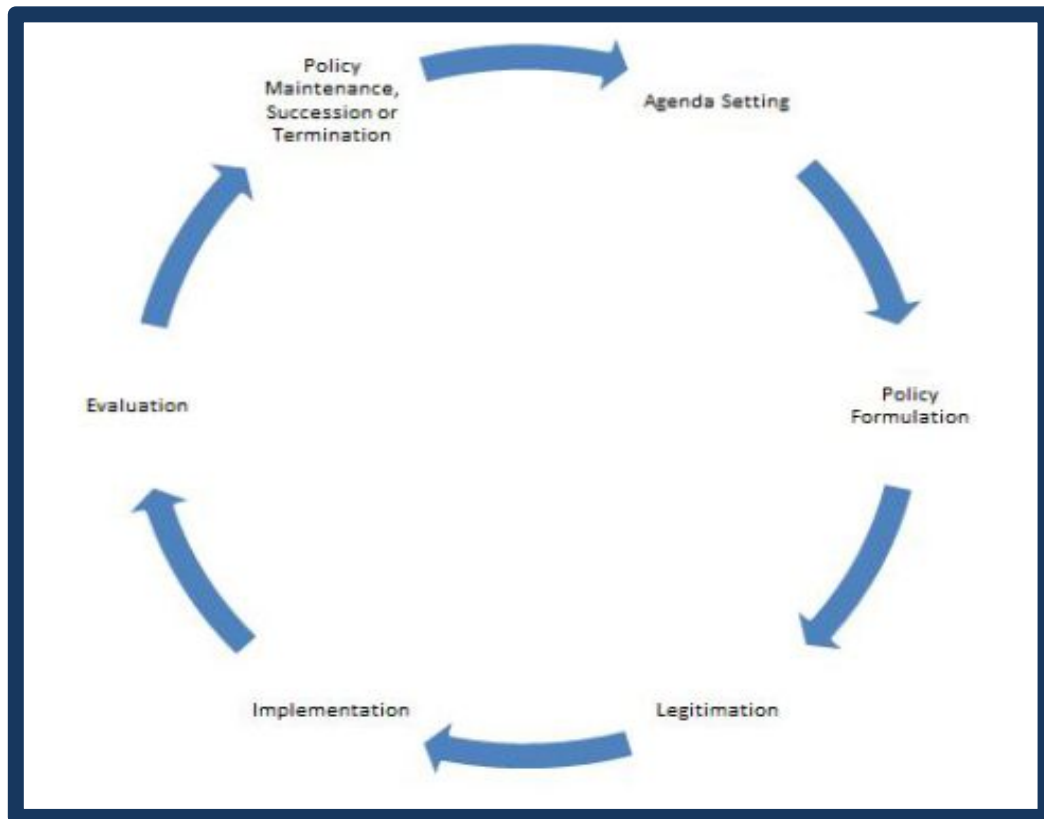 Policy
Maintenance,
Succession or
Termination
Agenda Setting
Policy
Formulation
Legitimation
Implementation
Evaluation